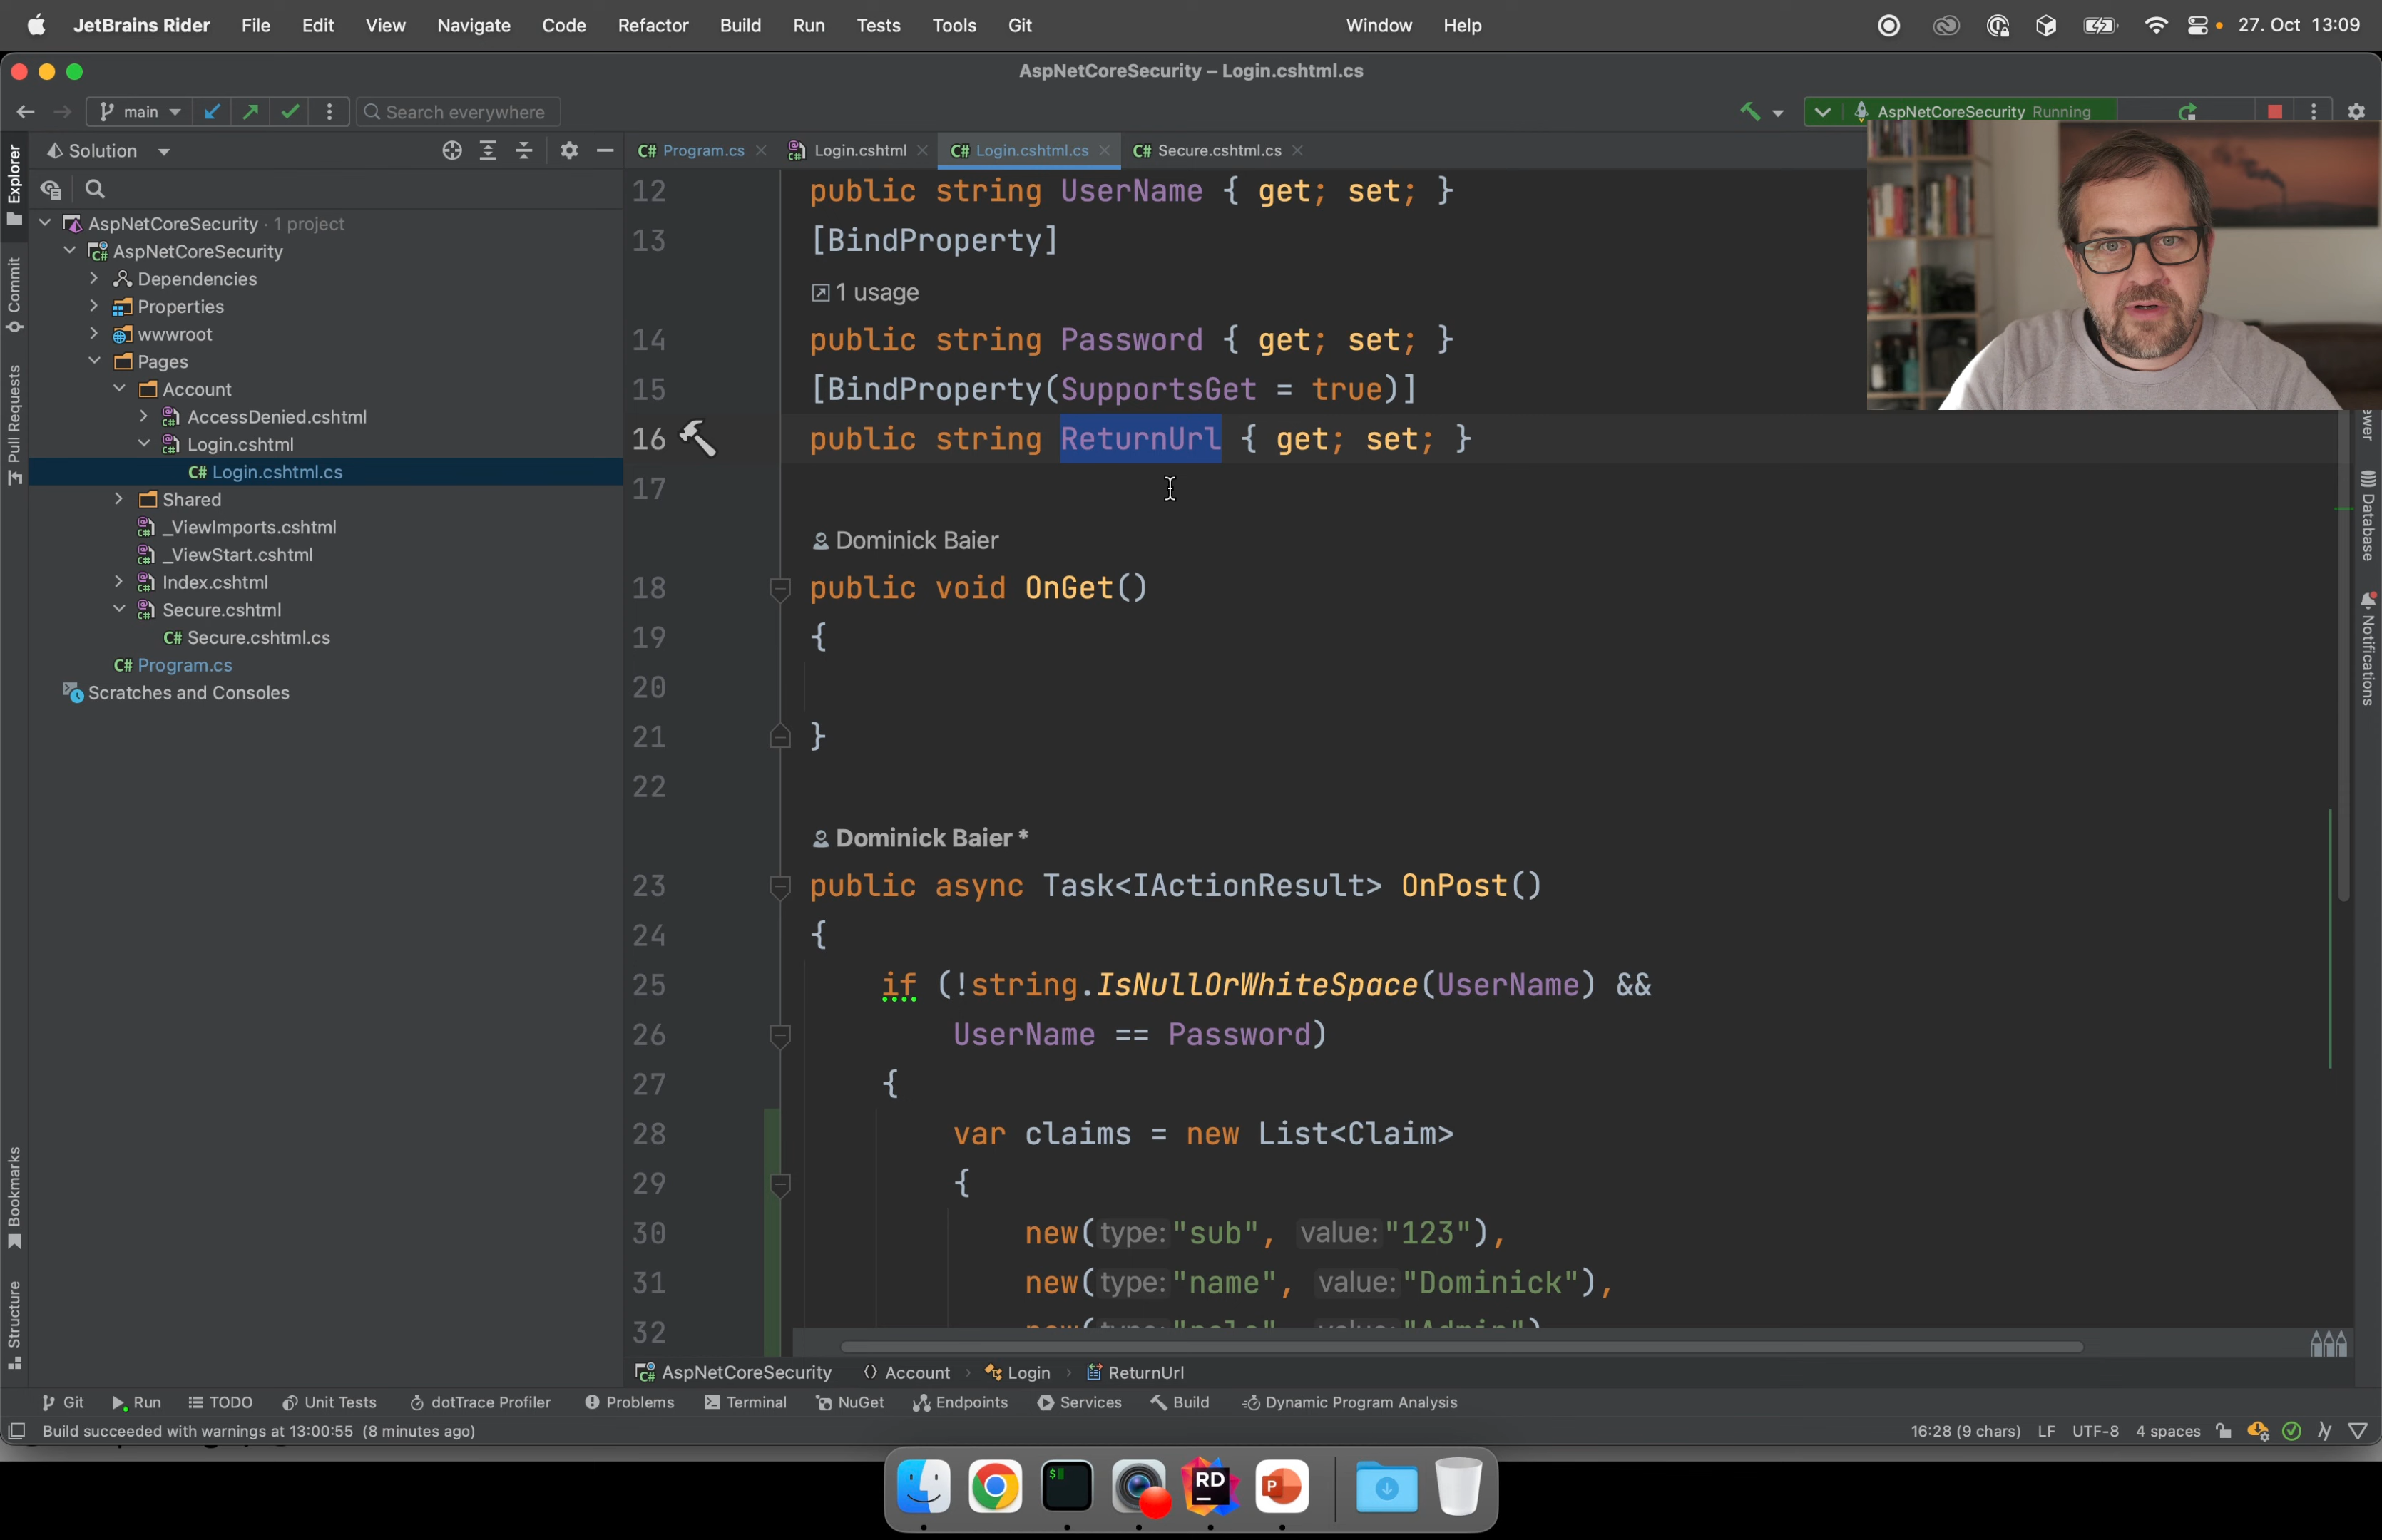 JetBrains Rider File Edit View Navigate Code Refactor Build Run Tests Tools Git Window Help 27. Oct 13:09
AspNetCoreSecurity – Login.cshtml.cs
main Search everywhere AspNetCoreSecurity Running
Solution
Program.cs Login.cshtml Login.cshtml.cs Secure.cshtml.cs
Explorer
Commit
Pull Requests
Bookmarks
Structure
AspNetCoreSecurity · 1 project
AspNetCoreSecurity
Dependencies
Properties
wwwroot
Pages
Account
AccessDenied.cshtml
Login.cshtml
C# Login.cshtml.cs
Shared
_ViewImports.cshtml
_ViewStart.cshtml
Index.cshtml
Secure.cshtml
C# Secure.cshtml.cs
C# Program.cs
Scratches and Consoles
12 public string UserName { get; set; }
13 [BindProperty]
1 usage
14 public string Password { get; set; }
15 [BindProperty(SupportsGet = true)]
16 public string ReturnUrl { get; set; }
17
Dominick Baier
18 public void OnGet()
19 {
20
21 }
22
Dominick Baier *
23 public async Task<IActionResult> OnPost()
24 {
25 if (!string.IsNullOrWhiteSpace(UserName) &&
26 UserName == Password)
27 {
28 var claims = new List<Claim>
29 {
30 new( type: "sub", value: "123"),
31 new( type: "name", value: "Dominick"),
32
Database
Notifications
AspNetCoreSecurity Account Login ReturnUrl
Git Run TODO Unit Tests dotTrace Profiler Problems Terminal NuGet Endpoints Services Build Dynamic Program Analysis
Build succeeded with warnings at 13:00:55 (8 minutes ago) 16:28 (9 chars) LF UTF-8 4 spaces
RD
P